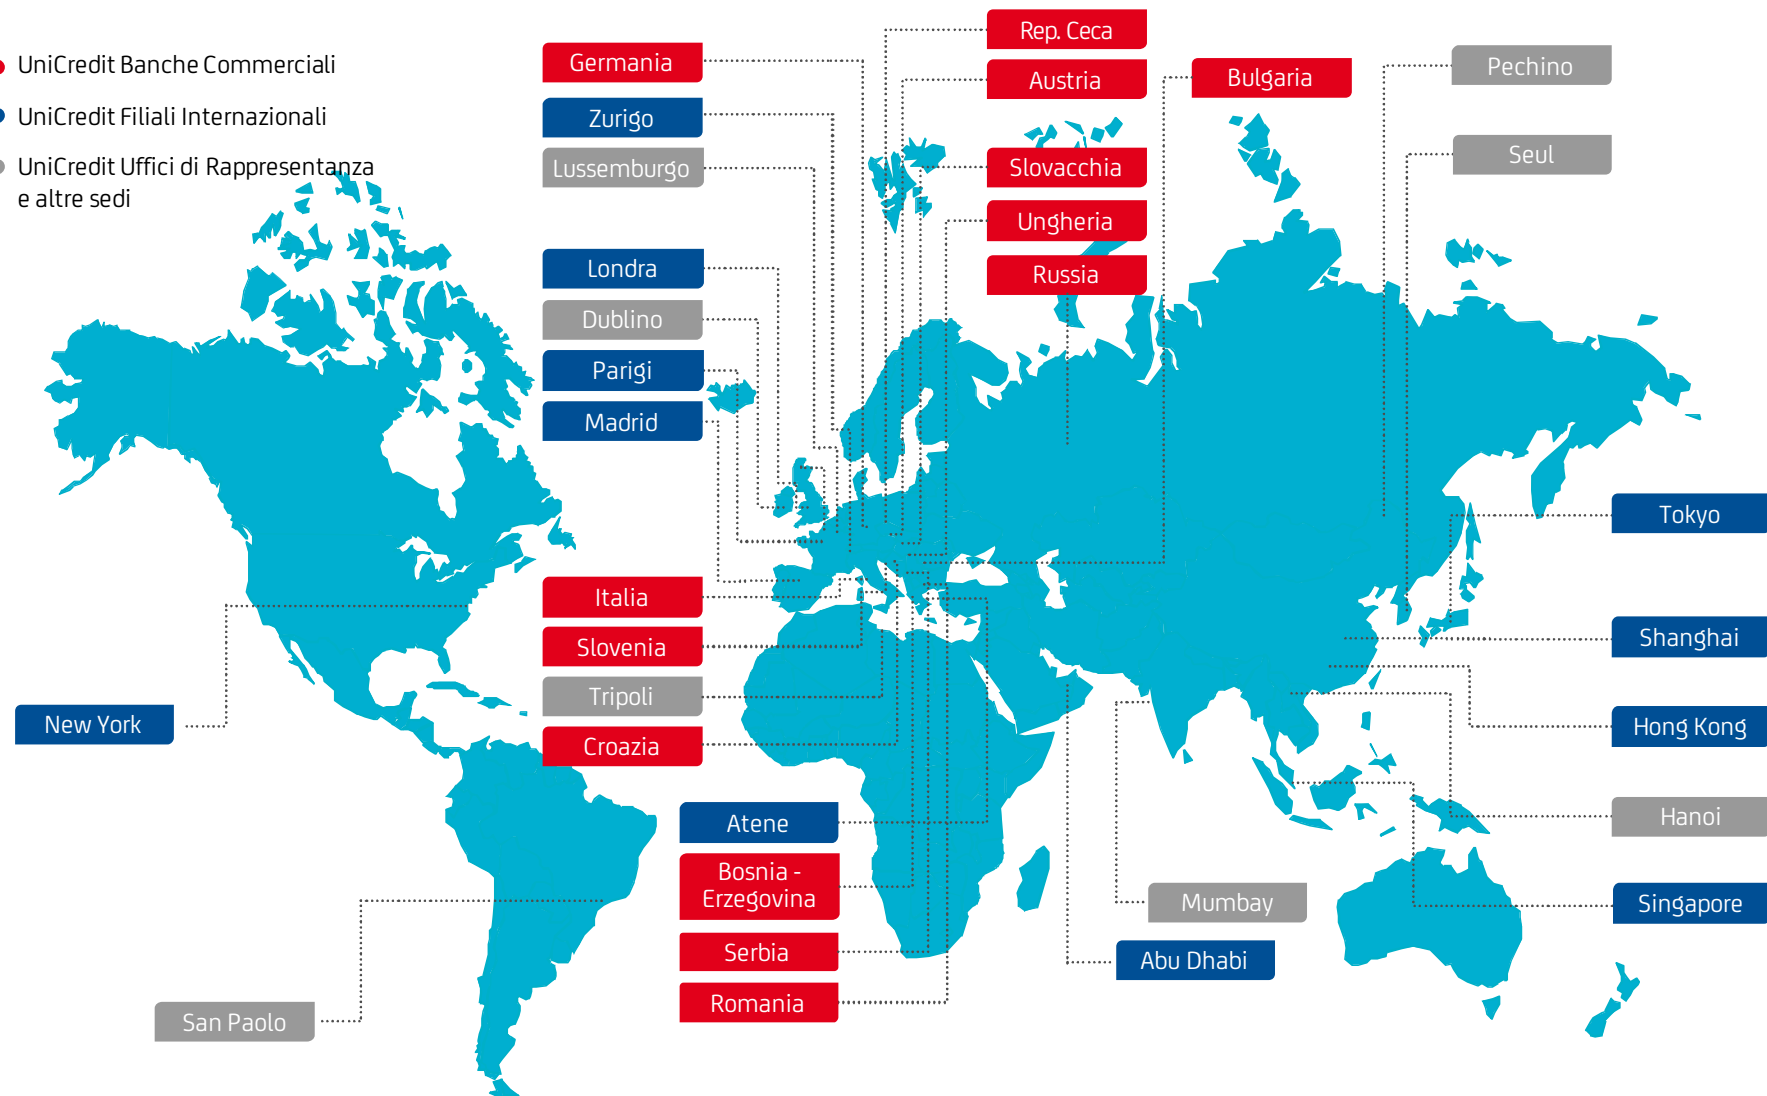 UniCredit Banche Commerciali
UniCredit Filiali Internazionali
UniCredit Uffici di Rappresentanza
e altre sedi
Germania
Zurigo
Lussemburgo
Londra
Dublino
Parigi
Madrid
Rep. Ceca
Austria
Slovacchia
Ungheria
Russia
Bulgaria
Pechino
Seul
Tokyo
Shanghai
Hong Kong
Hanoi
Singapore
Italia
Slovenia
Tripoli
Croazia
New York
San Paolo
Atene
Bosnia -
Erzegovina
Serbia
Romania
Mumbay
Abu Dhabi